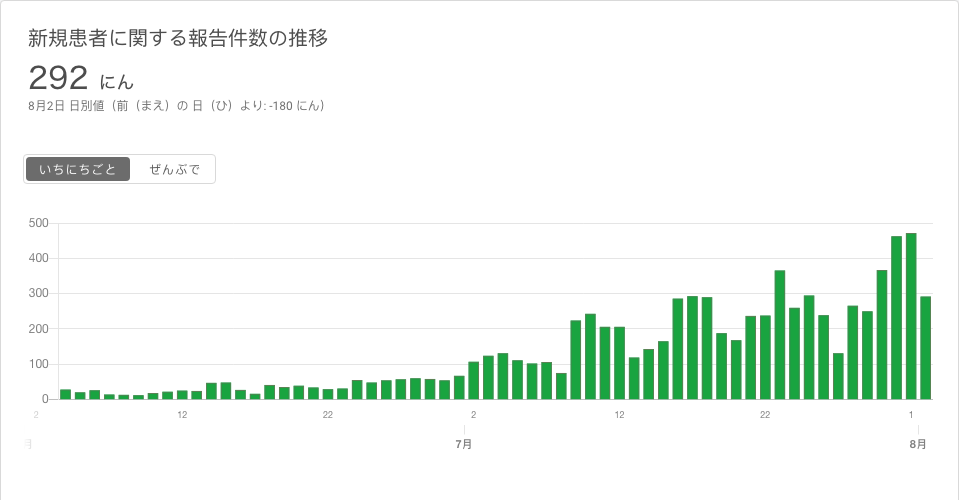 新規患者に関する報告件数の推移
292 にん
8月2日 日別値（前（まえ）の 日（ひ）より: -180 にん）
いちにちごと ぜんぶで
500
400
300
200
100
0
2 12 22 2 12 22 1
月 7月 8月